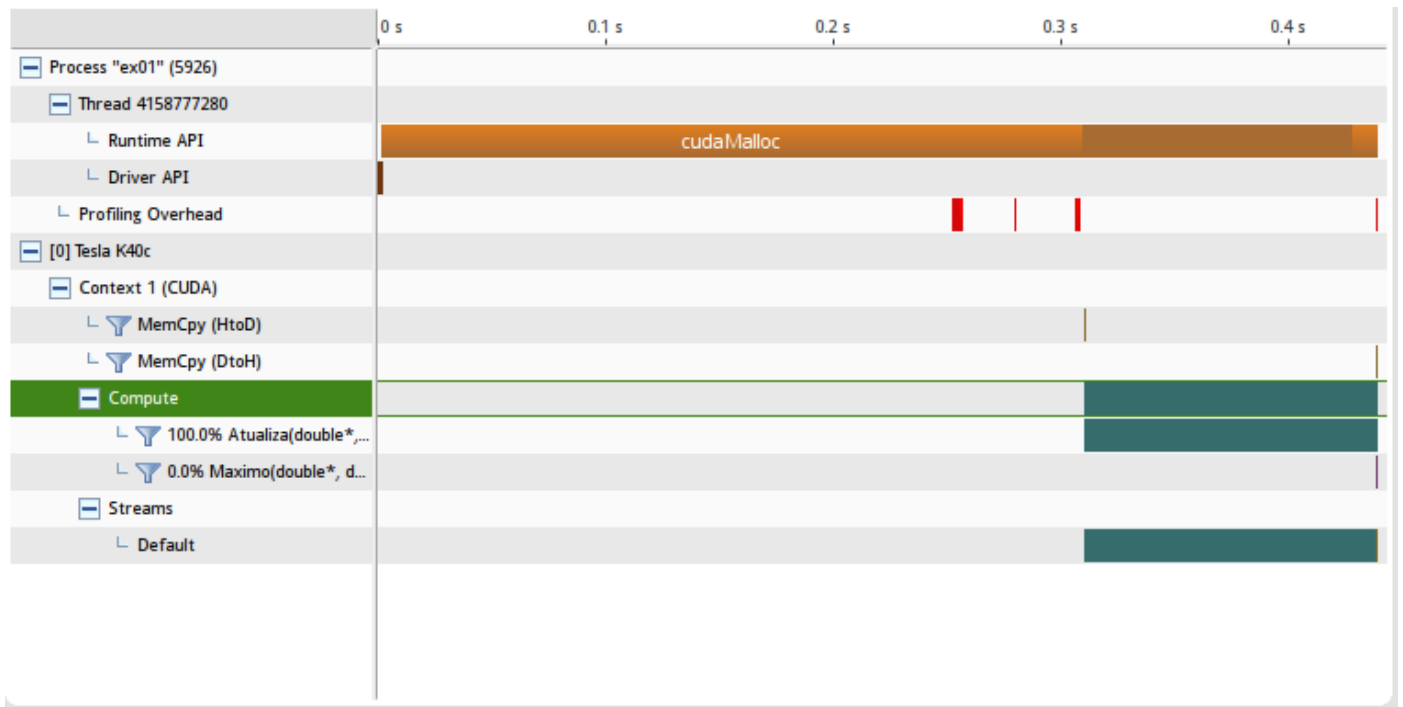 0 s 0.1 s 0.2 s 0.3 s 0.4 s
Process "ex01" (5926)
Thread 4158777280
Runtime API cudaMalloc
Driver API
Profiling Overhead
[0] Tesla K40c
Context 1 (CUDA)
MemCpy (HtoD)
MemCpy (DtoH)
Compute
100.0% Atualiza(double*,...
0.0% Maximo(double*, d...
Streams
Default